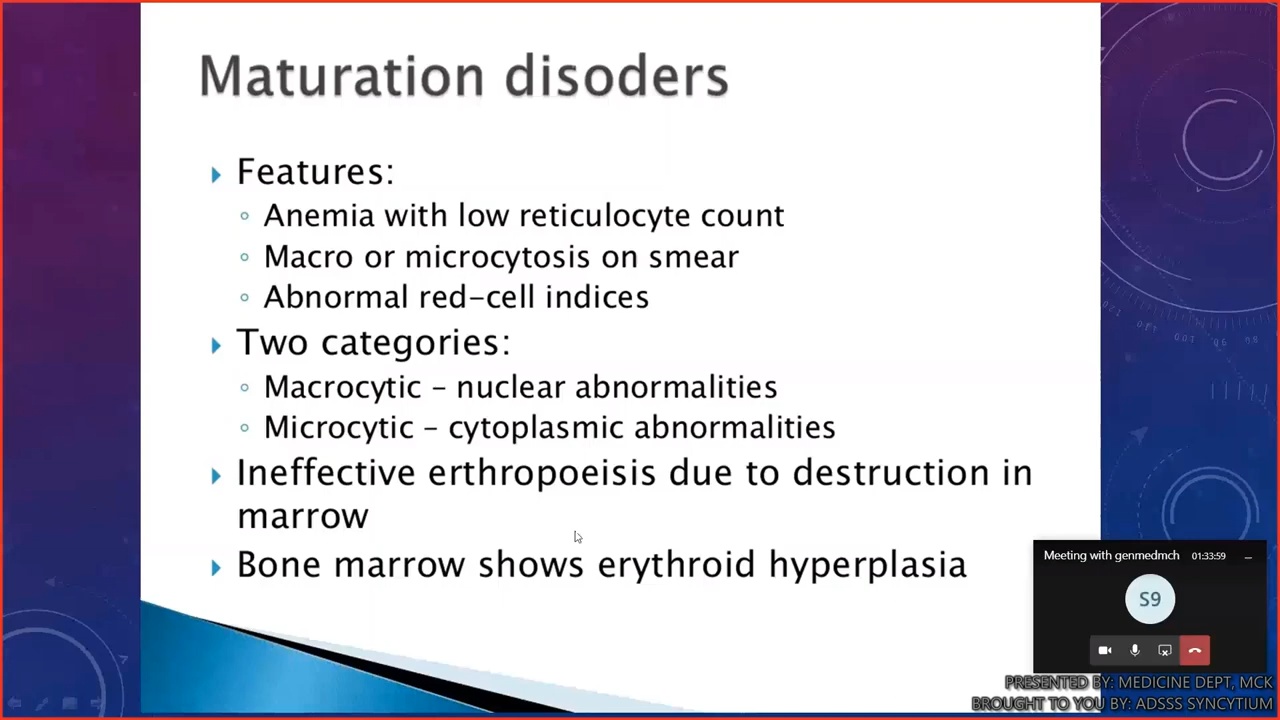 Maturation disoders
Features:
Anemia with low reticulocyte count
Macro or microcytosis on smear
Abnormal red-cell indices
Two categories:
Macrocytic – nuclear abnormalities
Microcytic – cytoplasmic abnormalities
Ineffective erthropoeisis due to destruction in
marrow
Bone marrow shows erythroid hyperplasia
Meeting with genmedmch 01:33:59
S9
PRESENTED BY: MEDICINE DEPT, MCK
BROUGHT TO YOU BY: ADSSS SYNCYTIUM